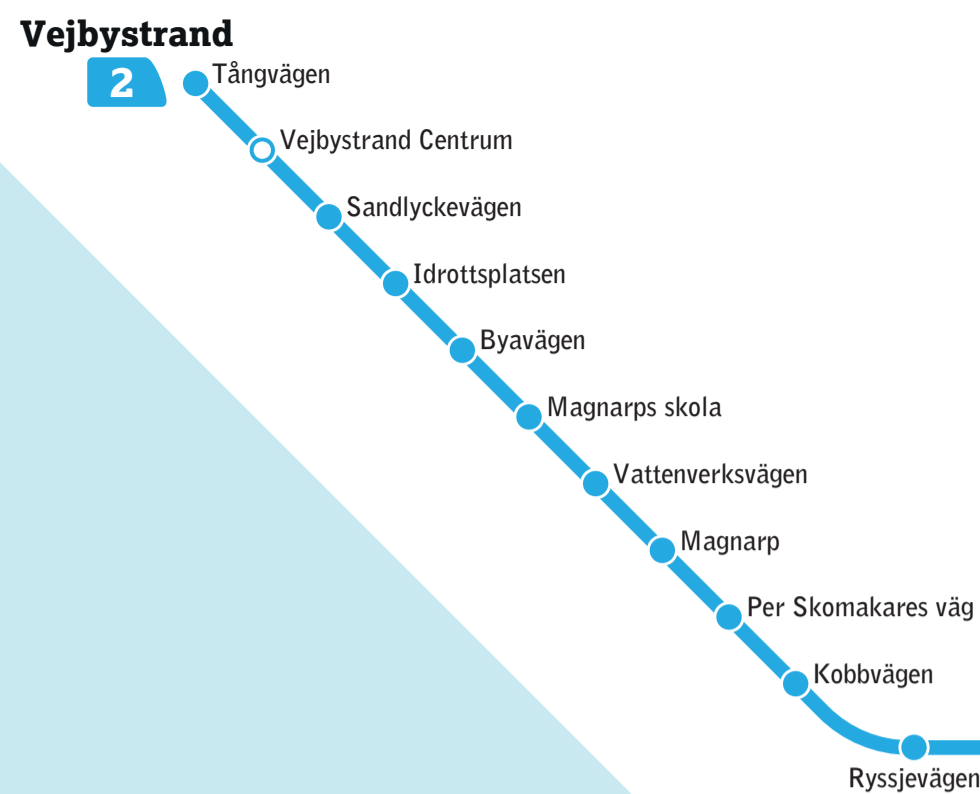 Vejbystrand
2
Tångvägen
Vejbystrand Centrum
Sandlyckevägen
Idrottsplatsen
Byavägen
Magnarps skola
Vattenverksvägen
Magnarp
Per Skomakares väg
Kobbvägen
Ryssjevägen